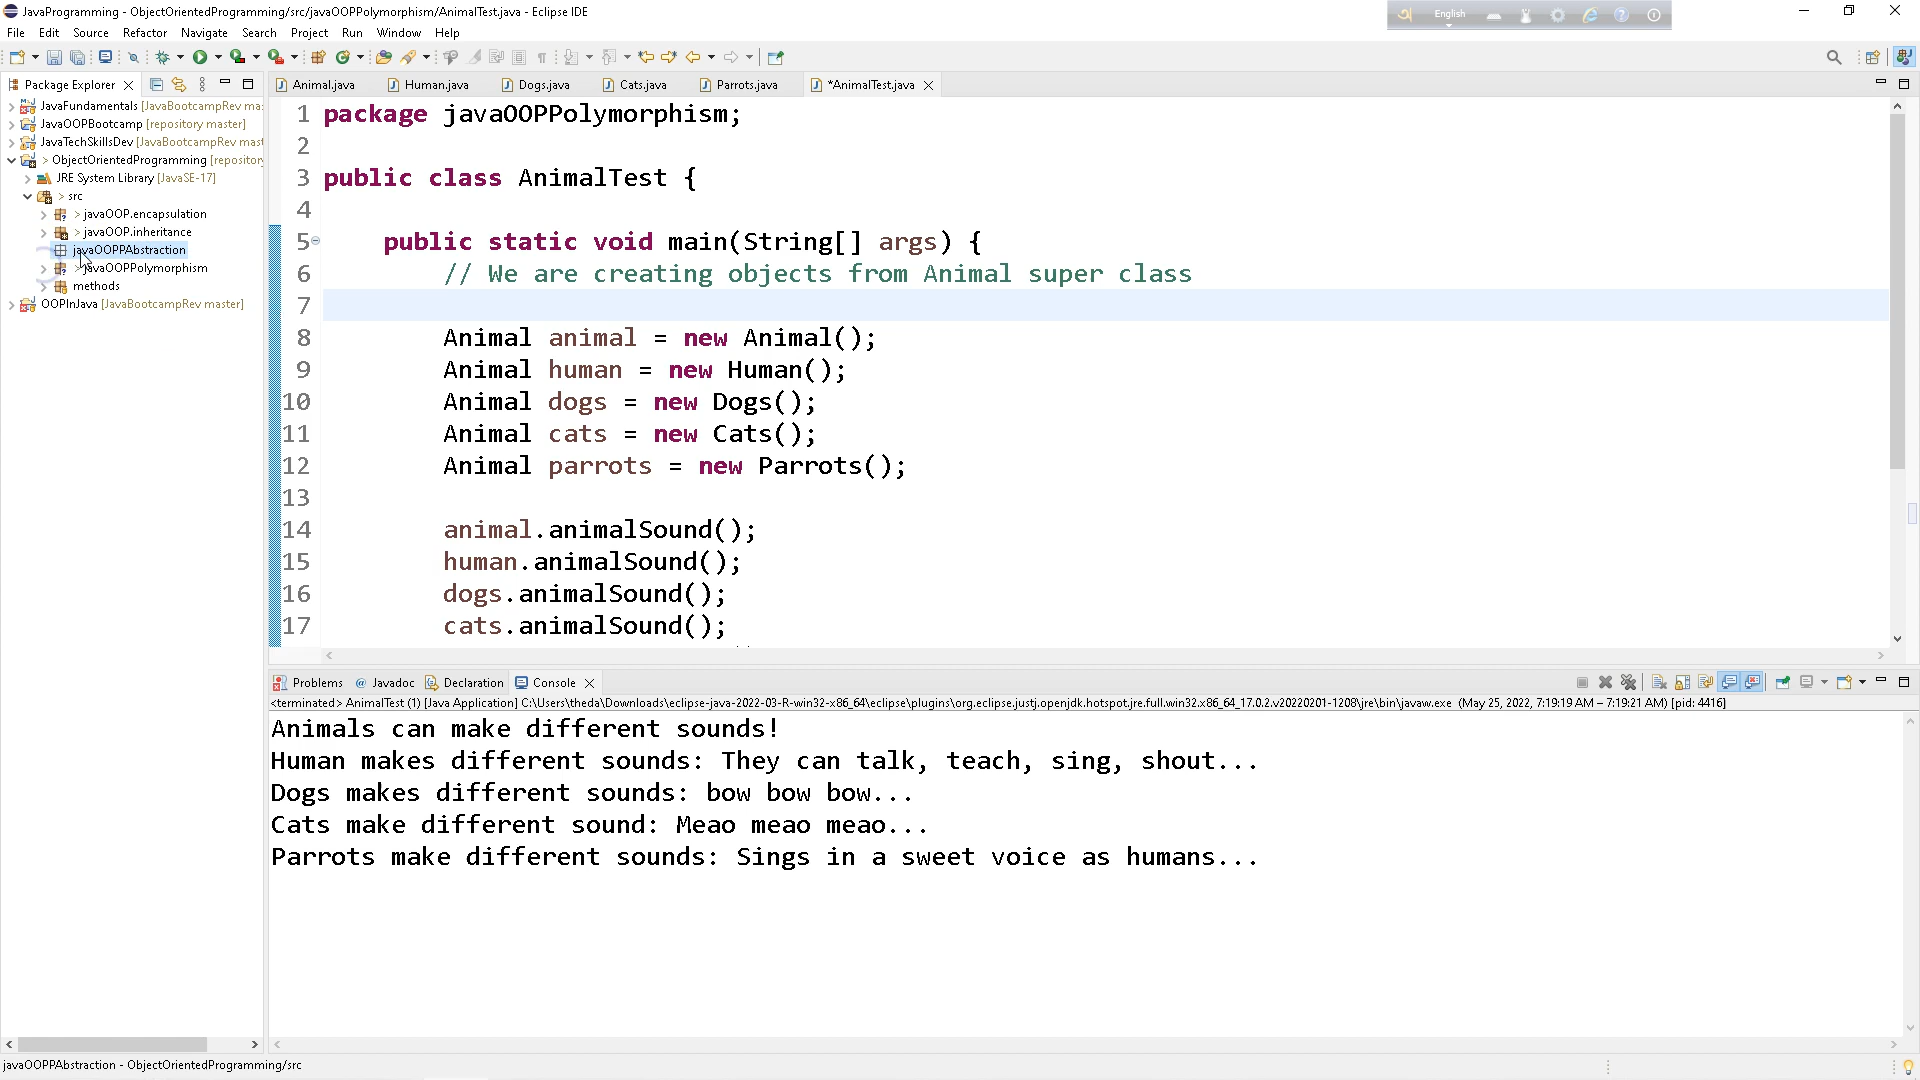 JavaProgramming - ObjectOrientedProgramming/src/javaOOPPolymorphism/AnimalTest.java - Eclipse IDE
English
File Edit Source Refactor Navigate Search Project Run Window Help
Package Explorer
Animal.java Human.java Dogs.java Cats.java Parrots.java *AnimalTest.java
JavaFundamentals [JavaBootcampRev ma
JavaOOPBootcamp [repository master]
JavaTechSkillsDev [JavaBootcampRev mast
> ObjectOrientedProgramming [repository
JRE System Library [JavaSE-17]
> src
> javaOOP.encapsulation
> javaOOP.inheritance
javaOOPPAbstraction
> javaOOPPolymorphism
methods
OOPInJava [JavaBootcampRev master]
1 package javaOOPPolymorphism;
2
3 public class AnimalTest {
4
5 public static void main(String[] args) {
6 // We are creating objects from Animal super class
7
8 Animal animal = new Animal();
9 Animal human = new Human();
10 Animal dogs = new Dogs();
11 Animal cats = new Cats();
12 Animal parrots = new Parrots();
13
14 animal.animalSound();
15 human.animalSound();
16 dogs.animalSound();
17 cats.animalSound();
Problems @ Javadoc Declaration Console
<terminated> AnimalTest (1) [Java Application] C:\Users\theda\Downloads\eclipse-java-2022-03-R-win32-x86_64\eclipse\plugins\org.eclipse.justj.openjdk.hotspot.jre.full.win32.x86_64_17.0.2.v20220201-1208\jre\bin\javaw.exe (May 25, 2022, 7:19:19 AM – 7:19:21 AM) [pid: 4416]
Animals can make different sounds!
Human makes different sounds: They can talk, teach, sing, shout...
Dogs makes different sounds: bow bow bow...
Cats make different sound: Meao meao meao...
Parrots make different sounds: Sings in a sweet voice as humans...
javaOOPPAbstraction - ObjectOrientedProgramming/src